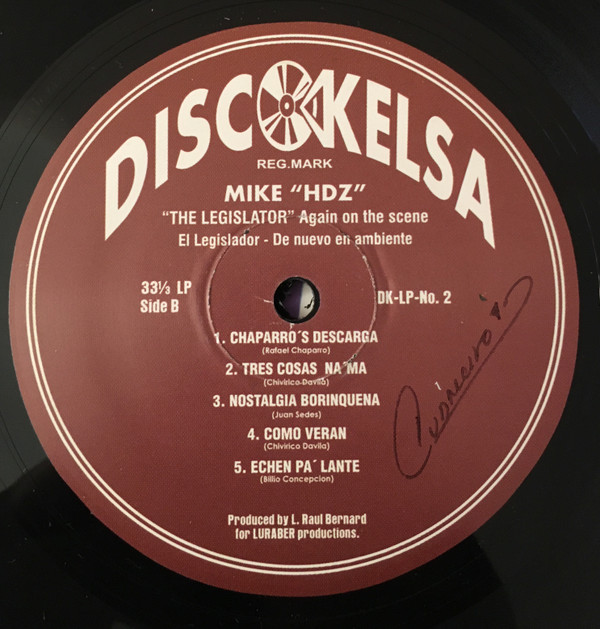 DISCOKELSA
REG.MARK
MIKE "HDZ"
"THE LEGISLATOR" Again on the scene
El Legislador - De nuevo en ambiente
33⅓ LP
Side B
DK-LP-No. 2
1. CHAPARRO´S DESCARGA
(Rafael Chaparro)
2. TRES COSAS NA´MA
(Chivirico Davila)
3. NOSTALGIA BORINQUENA
(Juan Sedes)
4. COMO VERAN
(Chivirico Davila)
5. ECHEN PA´ LANTE
(Billio Concepcion)
Produced by L. Raul Bernard
for LURABER productions.